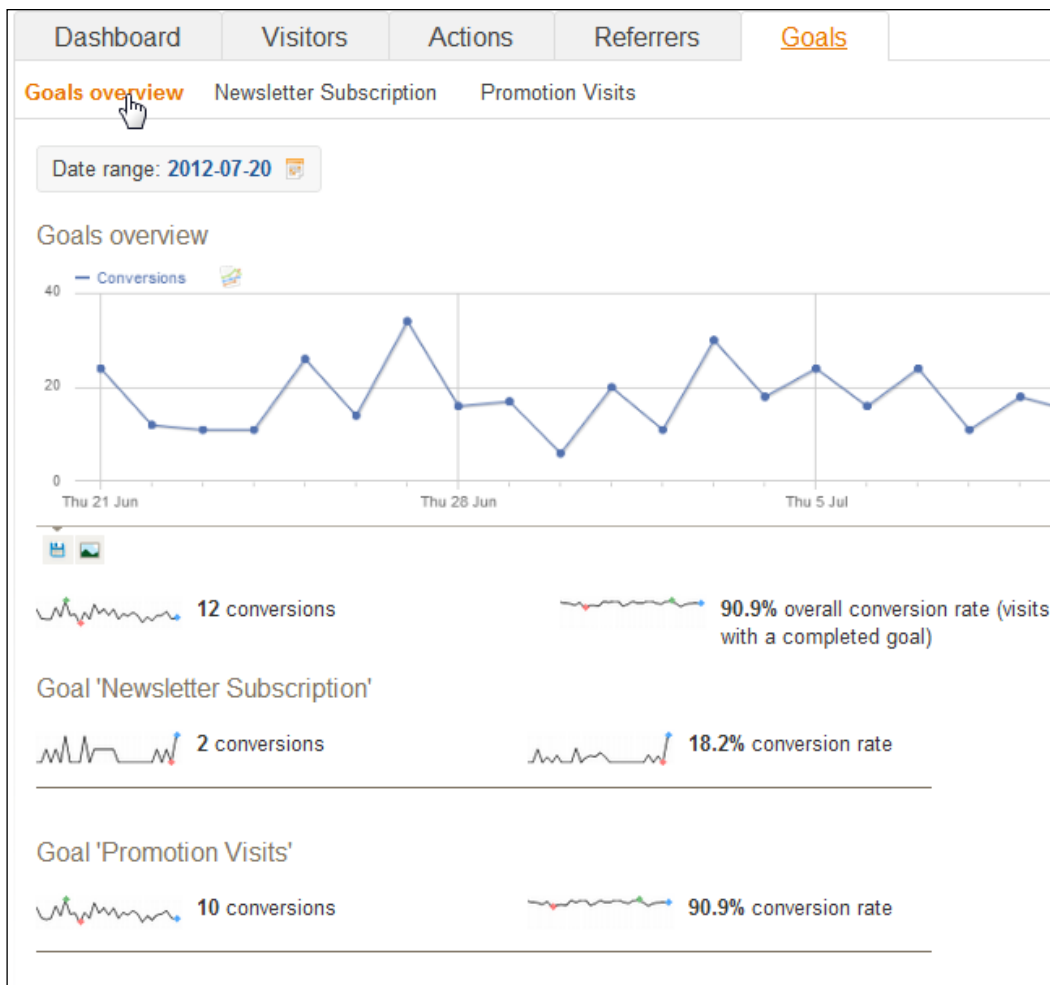 Dashboard Visitors Actions Referrers Goals
Goals overview Newsletter Subscription Promotion Visits
Date range: 2012-07-20
Goals overview
Conversions
40
20
0
Thu 21 Jun Thu 28 Jun Thu 5 Jul
12 conversions 90.9% overall conversion rate (visits
with a completed goal)
Goal 'Newsletter Subscription'
2 conversions 18.2% conversion rate
Goal 'Promotion Visits'
10 conversions 90.9% conversion rate